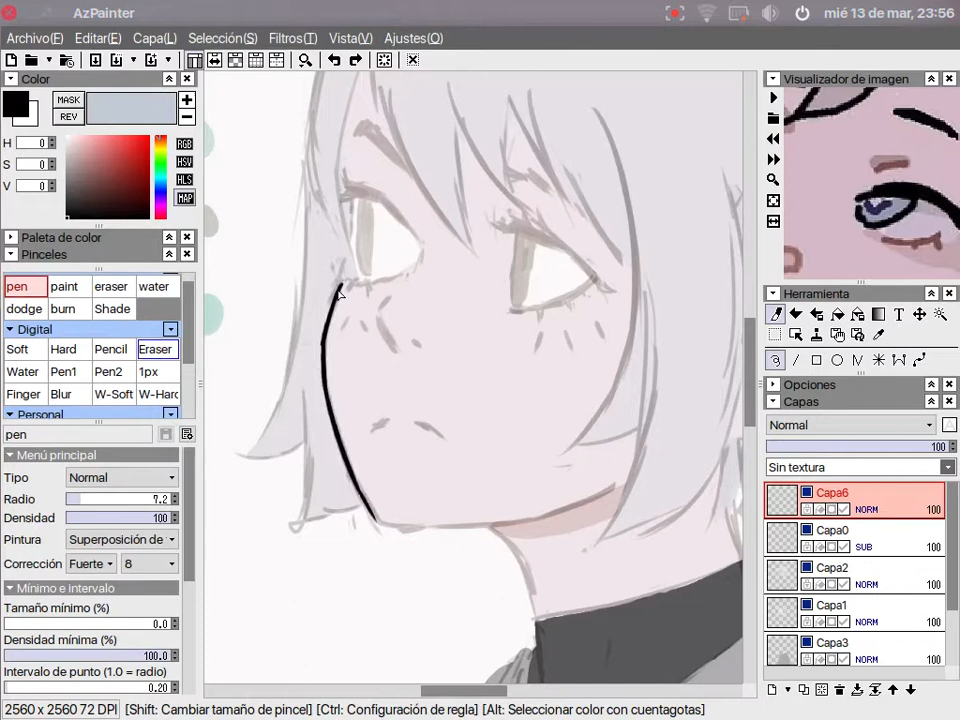 AzPainter
mié 13 de mar, 23:56
Archivo(F) Editar(E) Capa(L) Selección(S) Filtros(T) Vista(V) Ajustes(O)
Color
MASK
REV
H 0
S 0
V 0
RGB
HSV
HLS
MAP
Paleta de color
Pinceles
pen paint eraser water
dodge burn Shade
Digital
Soft Hard Pencil Eraser
Water Pen1 Pen2 1px
Finger Blur W-Soft W-Harc
Personal
pen
Menú principal
Tipo Normal
Radio 7.2
Densidad 100
Pintura Superposición de
Corrección Fuerte 8
Mínimo e intervalo
Tamaño mínimo (%)
0.0
Densidad mínima (%)
100.0
Intervalo de punto (1.0 = radio)
0.20
Visualizador de imagen
Herramienta
Opciones
Capas
Normal A
100
Sin textura
Capa6
NORM 100
Capa0
SUB 100
Capa2
NORM 100
Capa1
NORM 100
Capa3
NORM 100
2560 x 2560 72 DPI [Shift: Cambiar tamaño de pincel] [Ctrl: Configuración de regla] [Alt: Seleccionar color con cuentagotas]